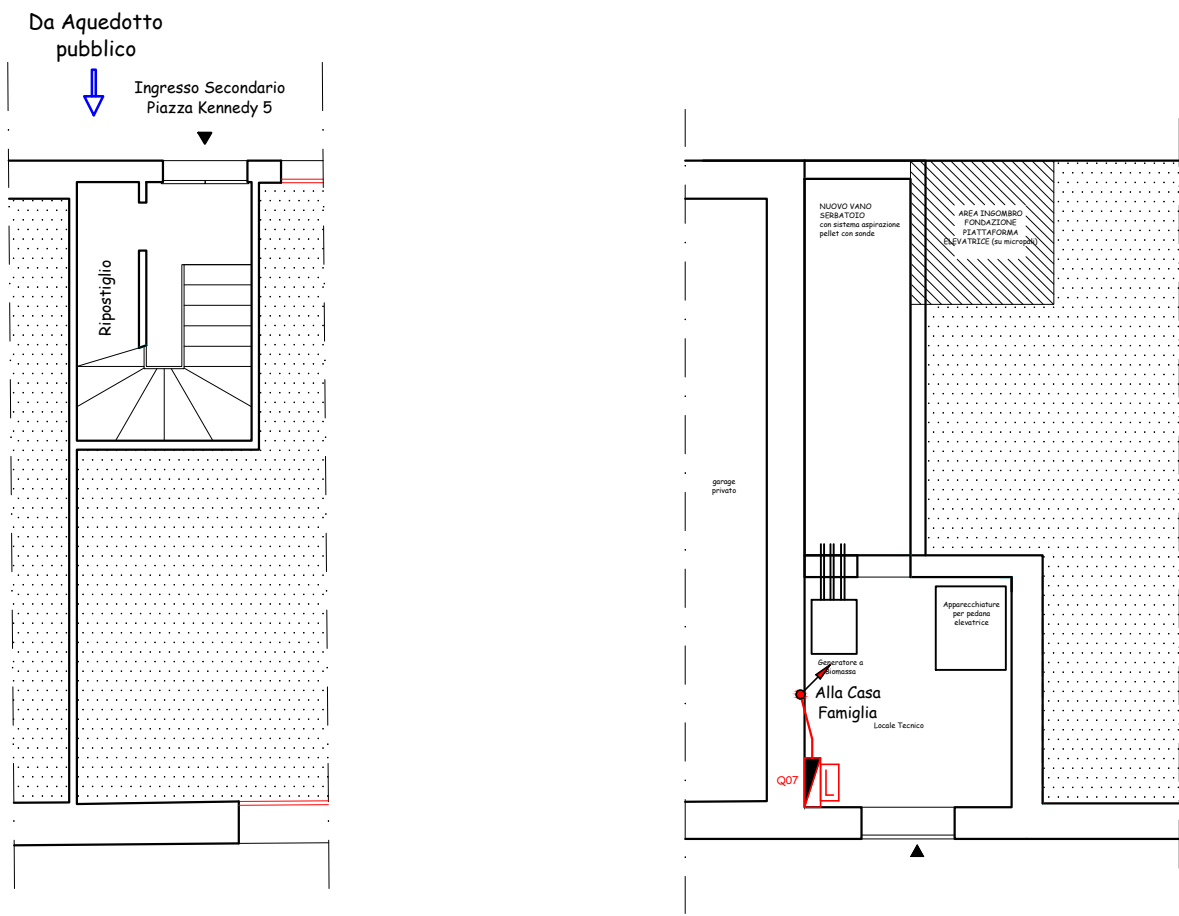 Da Aquedotto
pubblico
Ingresso Secondario
Piazza Kennedy 5
Ripostiglio
NUOVO VANO
SERBATOIO
con sistema aspirazione
pellet con sonde
AREA INGOMBRO
FONDAZIONE
PIATTAFORMA
ELEVATRICE (su micropali)
garage
privato
Apparecchiature
per pedana
elevatrice
Generatore a
Biomassa
Alla Casa
Famiglia
Locale Tecnico
Q07
L